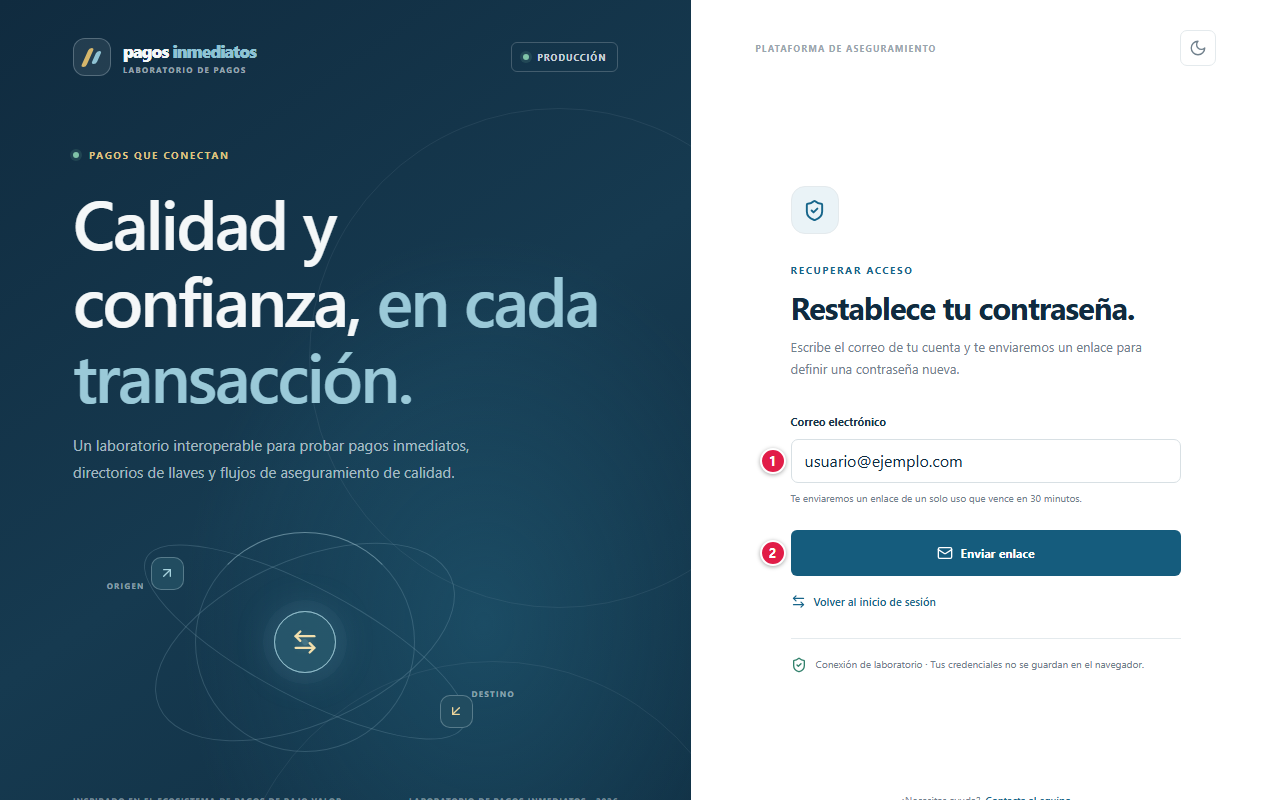 pagos inmediatos
LABORATORIO DE PAGOS
PRODUCCIÓN
PAGOS QUE CONECTAN
Calidad y
confianza, en cada
transacción.
Un laboratorio interoperable para probar pagos inmediatos,
directorios de llaves y flujos de aseguramiento de calidad.
ORIGEN
DESTINO
PLATAFORMA DE ASEGURAMIENTO
RECUPERAR ACCESO
Restablece tu contraseña.
Escribe el correo de tu cuenta y te enviaremos un enlace para
definir una contraseña nueva.
Correo electrónico
1
usuario@ejemplo.com
Te enviaremos un enlace de un solo uso que vence en 30 minutos.
2
Enviar enlace
Volver al inicio de sesión
Conexión de laboratorio · Tus credenciales no se guardan en el navegador.